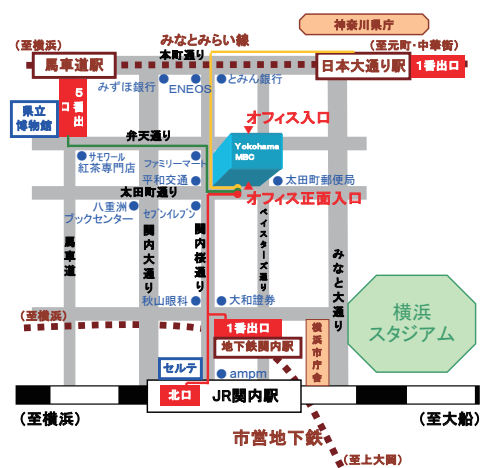 神奈川県庁
みなとみらい線
(至横浜)
本町通り
(至元町・中華街)
馬車道駅
日本大通り駅
1番出口
みずほ銀行
ENEOS
とみん銀行
5番出口
県立
博物館
オフィス入口
弁天通り
Yokohama
MBC
サモワール
紅茶専門店
ファミリーマート
平和交通
太田町郵便局
太田町通り
オフィス正面入口
八重洲
ブックセンター
セブンイレブン
馬車道
関内大通り
関内桜通り
ベイスターズ通り
みなと大通り
秋山眼科
大和證券
横浜
スタジアム
(至横浜)
1番出口
地下鉄関内駅
横浜市庁舎
セルテ
ampm
北口
JR関内駅
(至横浜)
(至大船)
市営地下鉄
(至上大岡)